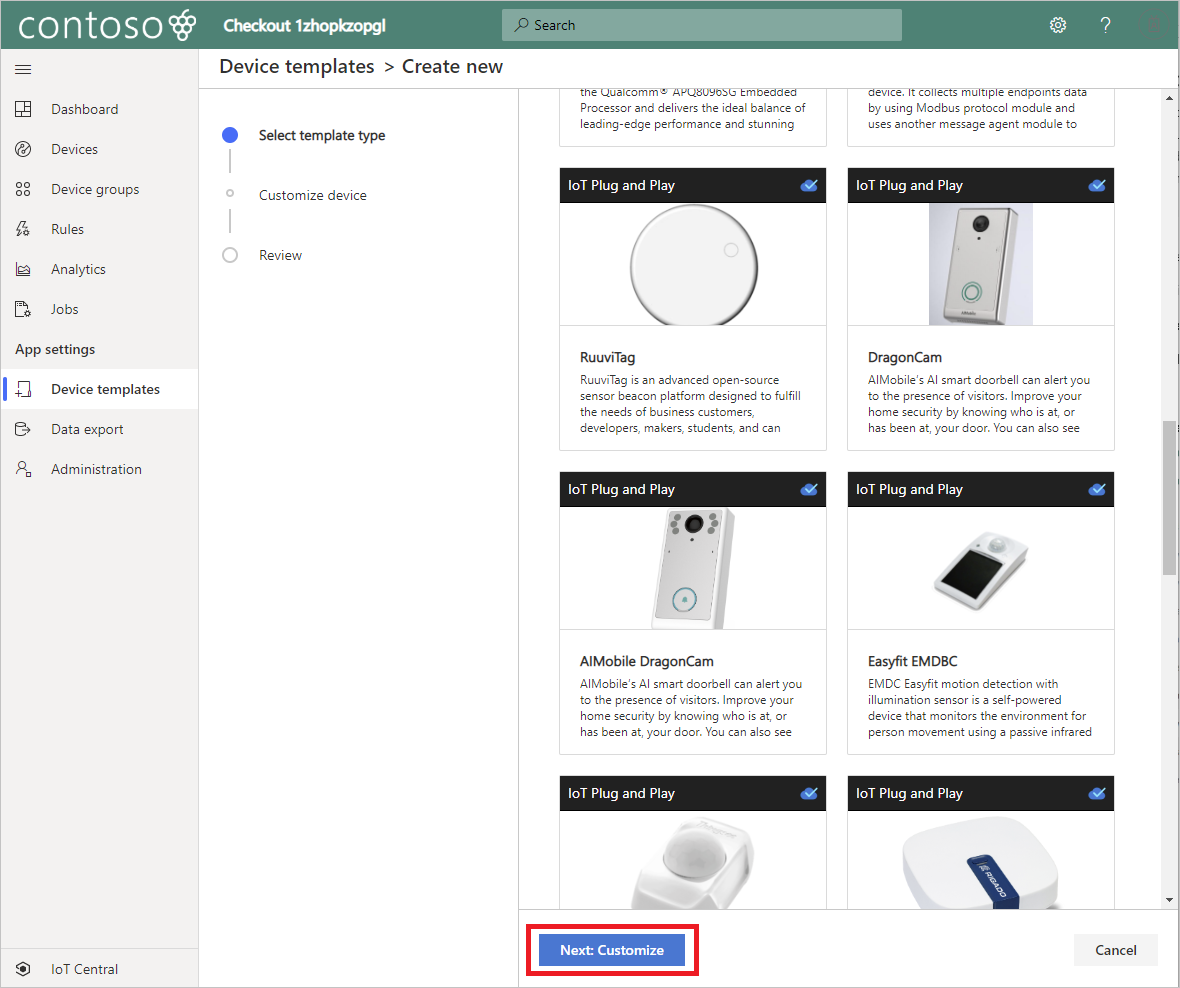 contoso
Checkout 1zhopkzopgl
Search
?
Device templates > Create new
Dashboard
Devices
Device groups
Rules
Analytics
Jobs
App settings
Device templates
Data export
Administration
IoT Central
Select template type
Customize device
Review
the Qualcomm® APQ8096SG Embedded
Processor and delivers the ideal balance of
leading-edge performance and stunning
device. It collects multiple endpoints data
by using Modbus protocol module and
uses another message agent module to
IoT Plug and Play
RuuviTag
RuuviTag is an advanced open-source
sensor beacon platform designed to fulfill
the needs of business customers,
developers, makers, students, and can
IoT Plug and Play
DragonCam
AIMobile's AI smart doorbell can alert you
to the presence of visitors. Improve your
home security by knowing who is at, or
has been at, your door. You can also see
IoT Plug and Play
AIMobile DragonCam
AIMobile's AI smart doorbell can alert you
to the presence of visitors. Improve your
home security by knowing who is at, or
has been at, your door. You can also see
IoT Plug and Play
Easyfit EMDBC
EMDC Easyfit motion detection with
illumination sensor is a self-powered
device that monitors the environment for
person movement using a passive infrared
IoT Plug and Play
IoT Plug and Play
RIGADO
Next: Customize
Cancel